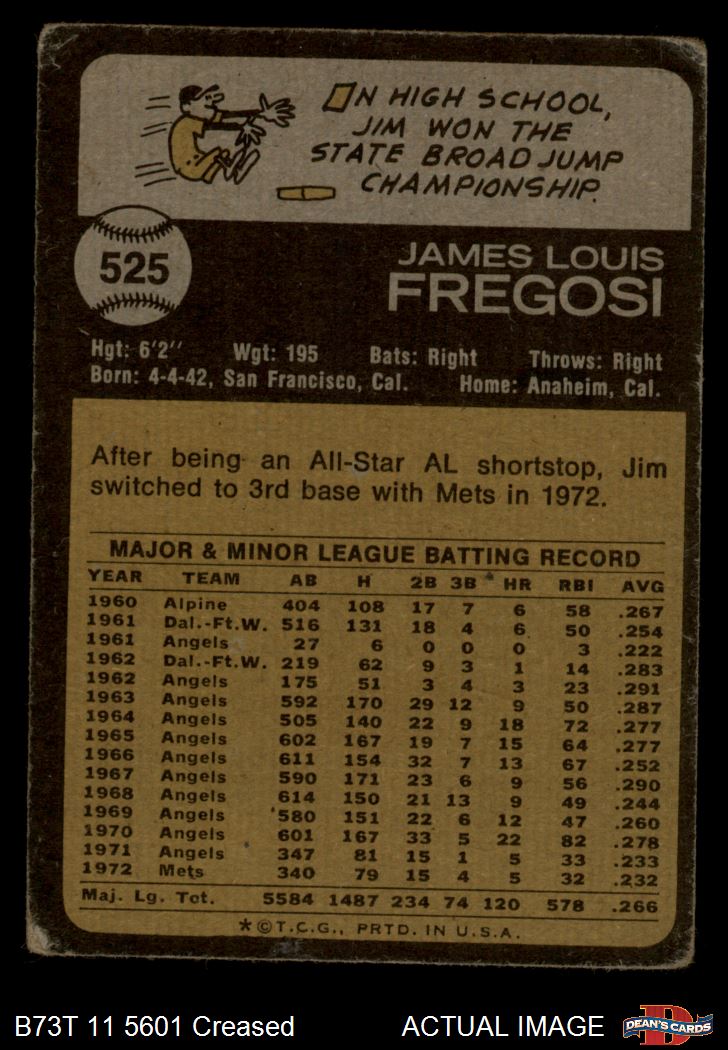 IN HIGH SCHOOL,
JIM WON THE
STATE BROAD JUMP
CHAMPIONSHIP.
525
JAMES LOUIS
FREGOSI
Hgt: 6'2" Wgt: 195 Bats: Right Throws: Right
Born: 4-4-42, San Francisco, Cal. Home: Anaheim, Cal.
After being an All-Star AL shortstop, Jim
switched to 3rd base with Mets in 1972.
MAJOR & MINOR LEAGUE BATTING RECORD
YEAR TEAM AB H 2B 3B HR RBI AVG
1960 Alpine 404 108 17 7 6 58 .267
1961 Dal.-Ft.W. 516 131 18 4 6 50 .254
1961 Angels 27 6 0 0 0 3 .222
1962 Dal.-Ft.W. 219 62 9 3 1 14 .283
1962 Angels 175 51 3 4 3 23 .291
1963 Angels 592 170 29 12 9 50 .287
1964 Angels 505 140 22 9 18 72 .277
1965 Angels 602 167 19 7 15 64 .277
1966 Angels 611 154 32 7 13 67 .252
1967 Angels 590 171 23 6 9 56 .290
1968 Angels 614 150 21 13 9 49 .244
1969 Angels 580 151 22 6 12 47 .260
1970 Angels 601 167 33 5 22 82 .278
1971 Angels 347 81 15 1 5 33 .233
1972 Mets 340 79 15 4 5 32 .232
Maj. Lg. Tot. 5584 1487 234 74 120 578 .266
*©T.C.G., PRTD. IN U.S.A.
B73T 11 5601 Creased ACTUAL IMAGE
DEAN'S CARDS